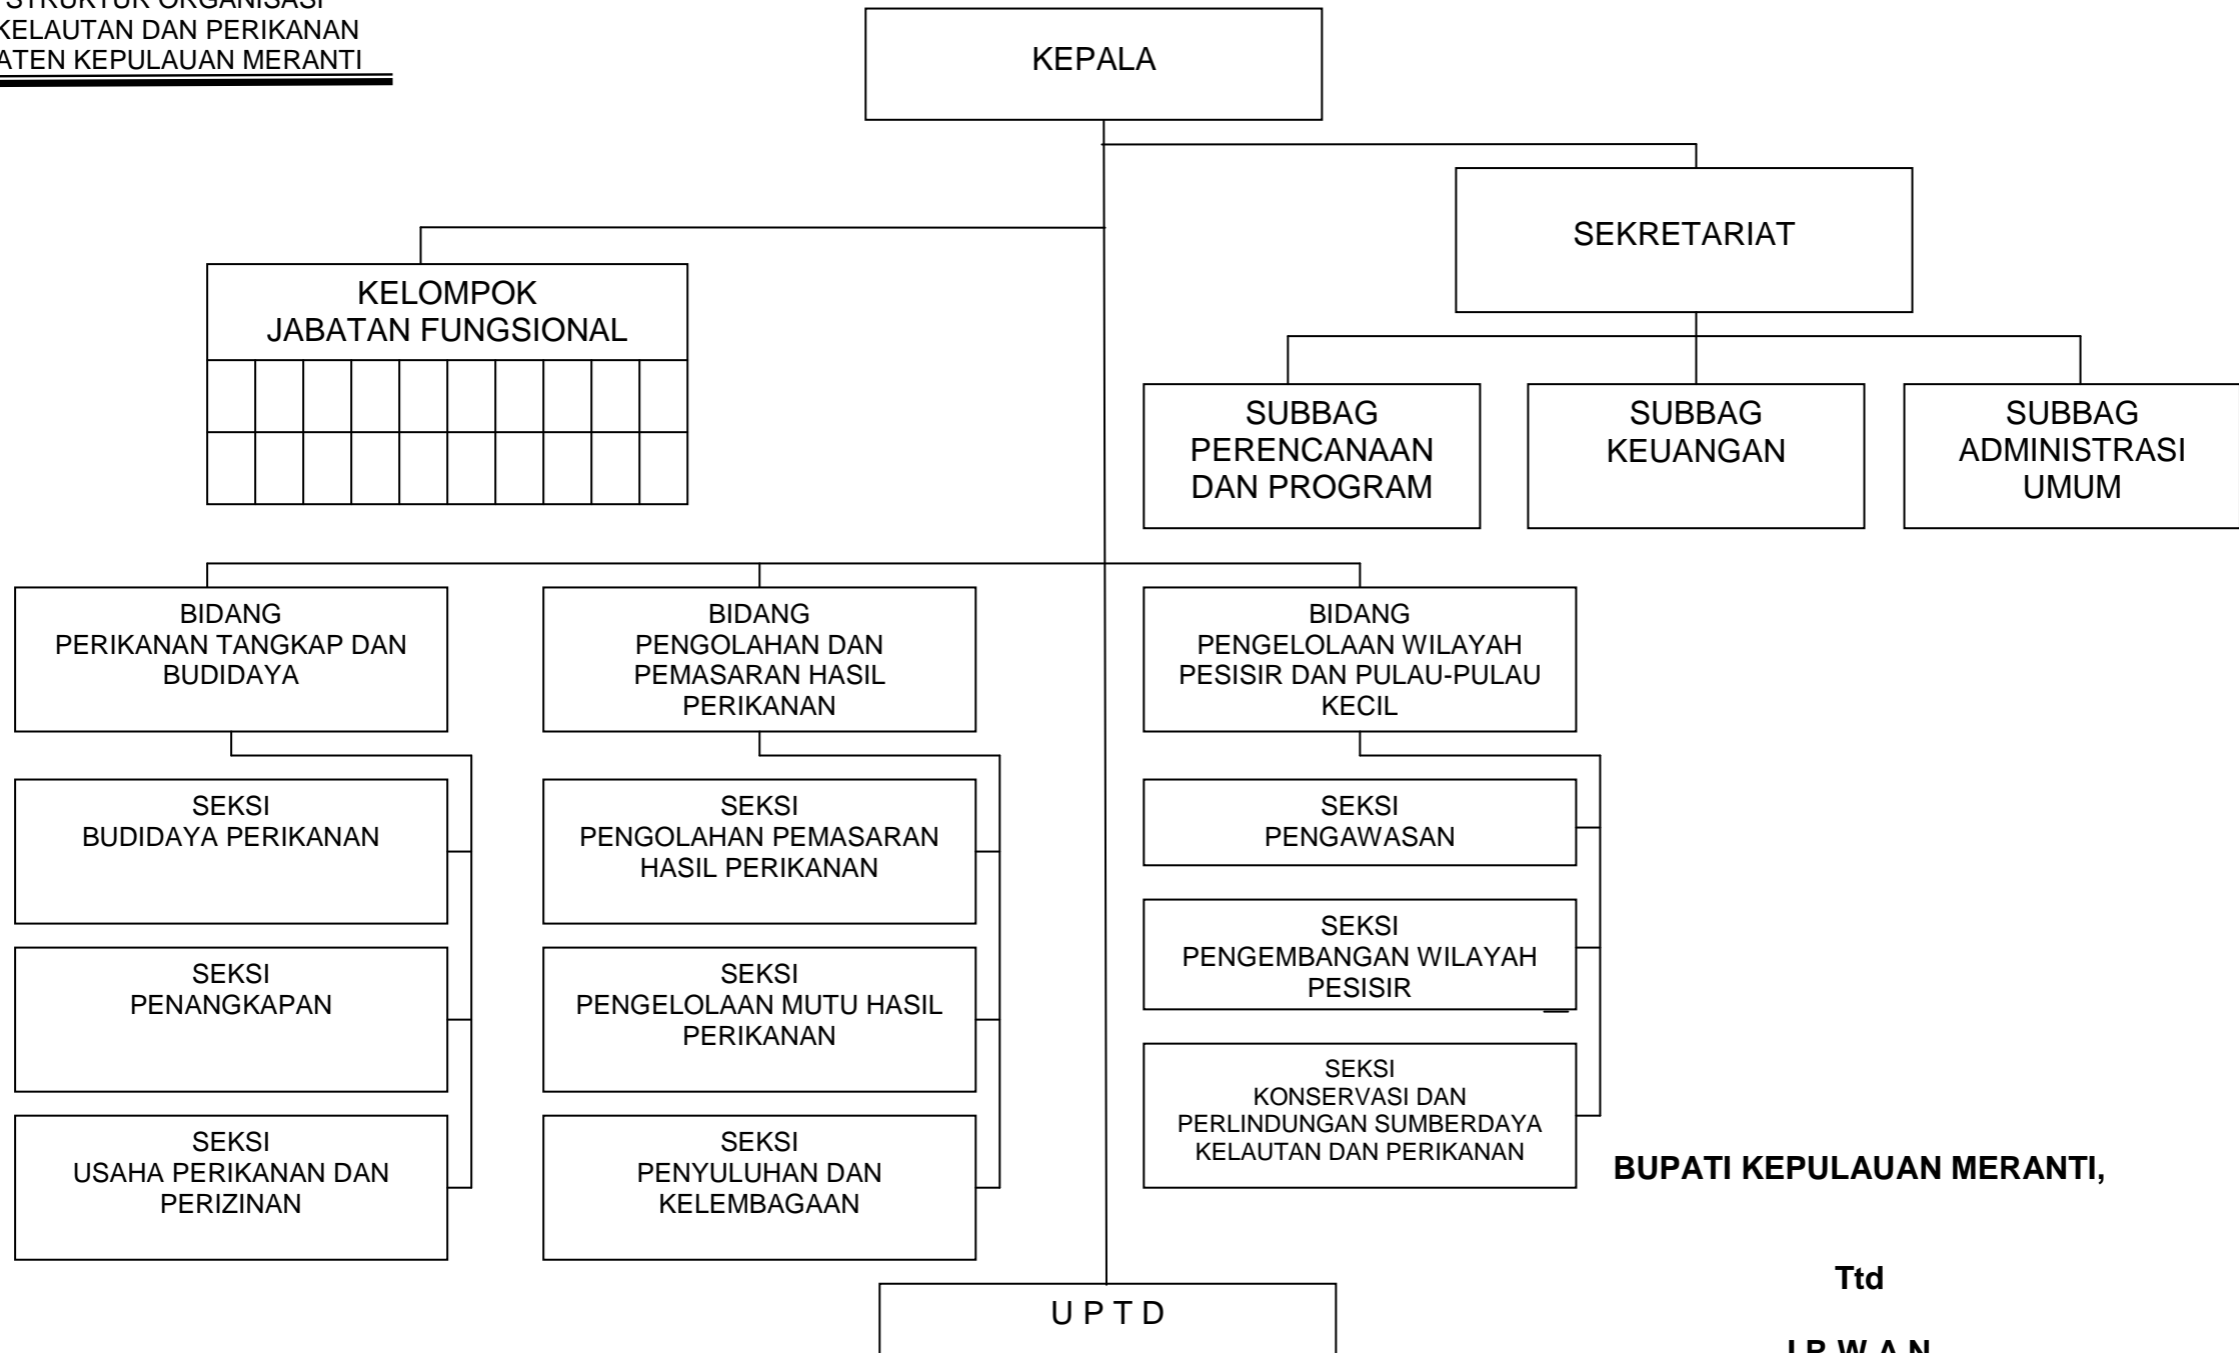 STRUKTUR ORGANISASI
KELAUTAN DAN PERIKANAN
KEPULAUAN MERANTI
KEPALA
SEKRETARIAT
KELOMPOK
JABATAN FUNGSIONAL
SUBBAG
PERENCANAAN
DAN PROGRAM
SUBBAG
KEUANGAN
SUBBAG
ADMINISTRASI
UMUM
BIDANG
PERIKANAN TANGKAP DAN
BUDIDAYA
BIDANG
PENGOLAHAN DAN
PEMASARAN HASIL
PERIKANAN
BIDANG
PENGELOLAAN WILAYAH
PESISIR DAN PULAU-PULAU
KECIL
SEKSI
BUDIDAYA PERIKANAN
SEKSI
PENANGKAPAN
SEKSI
USAHA PERIKANAN DAN
PERIZINAN
SEKSI
PENGOLAHAN PEMASARAN
HASIL PERIKANAN
SEKSI
PENGELOLAAN MUTU HASIL
PERIKANAN
SEKSI
PENYULUHAN DAN
KELEMBAGAAN
SEKSI
PENGAWASAN
SEKSI
PENGEMBANGAN WILAYAH
PESISIR
SEKSI
KONSERVASI DAN
PERLINDUNGAN SUMBERDAYA
KELAUTAN DAN PERIKANAN
U P T D
BUPATI KEPULAUAN MERANTI,
Ttd
I R W A N